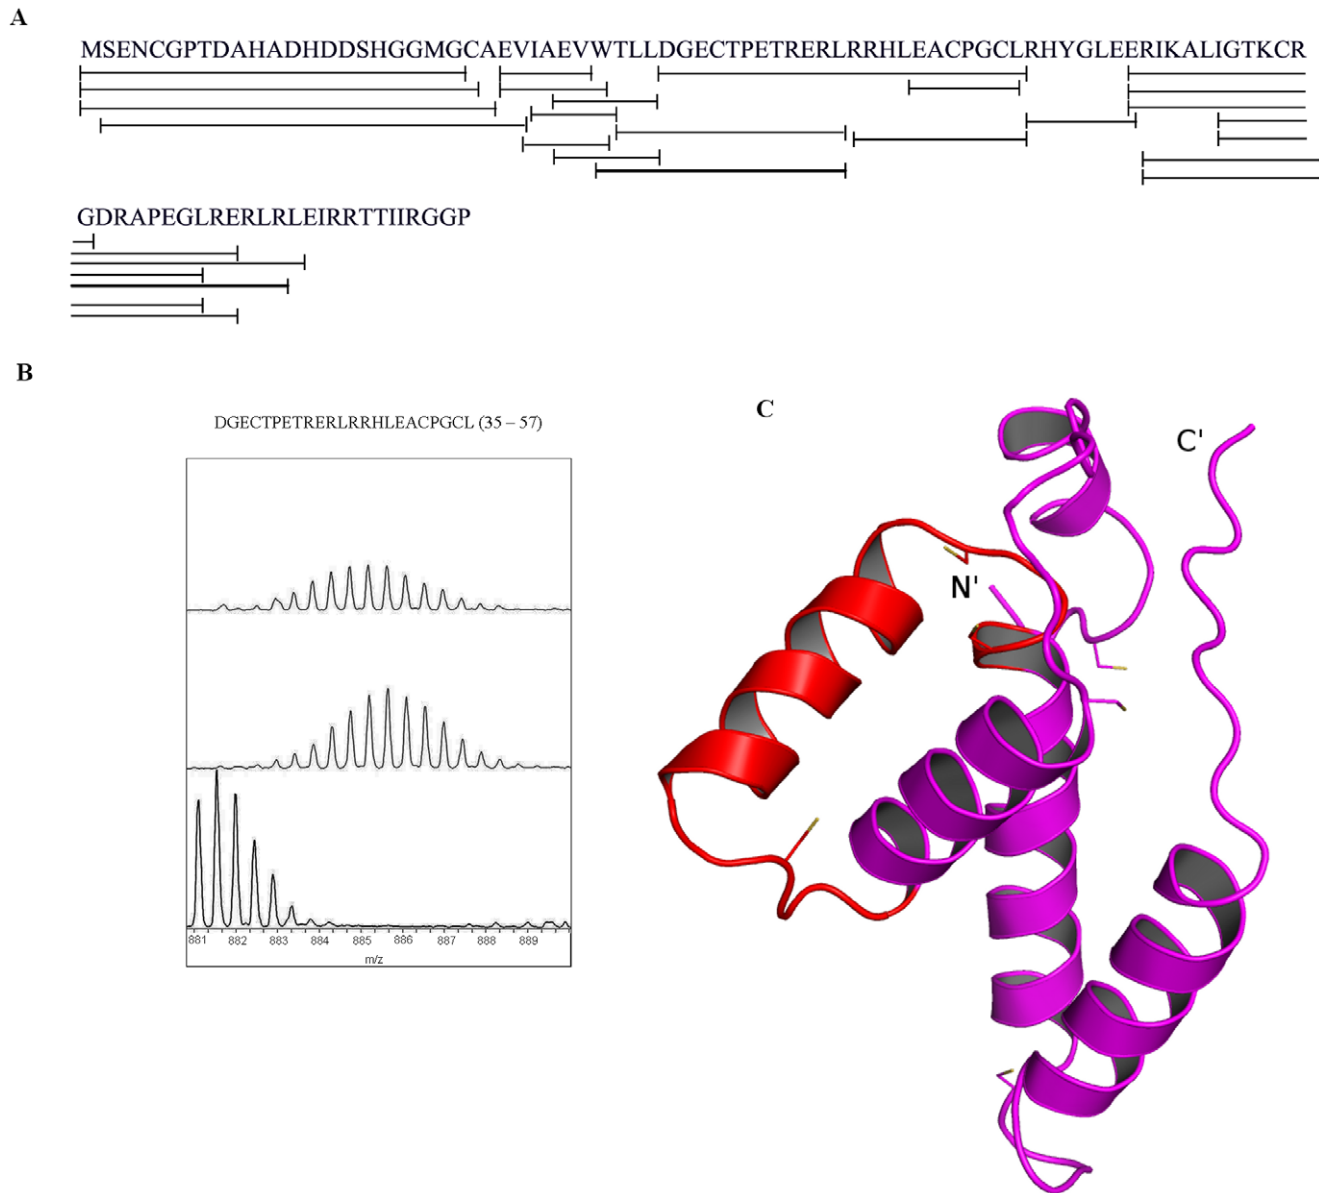 A
MSENCGPTDAHADHDDSHGGMGCAEVIAEVWTLLDGECTPETRERLRRHLEACPGCLRHYGLEERIKALIGTKCR
GDRAPEGLRERLRLEIRRTTIIRGGP
B
DGECTPETRERLRRHLEACPGCL (35 – 57)
881 882 883 884 885 886 887 888 889
m/z
C
C'
N'